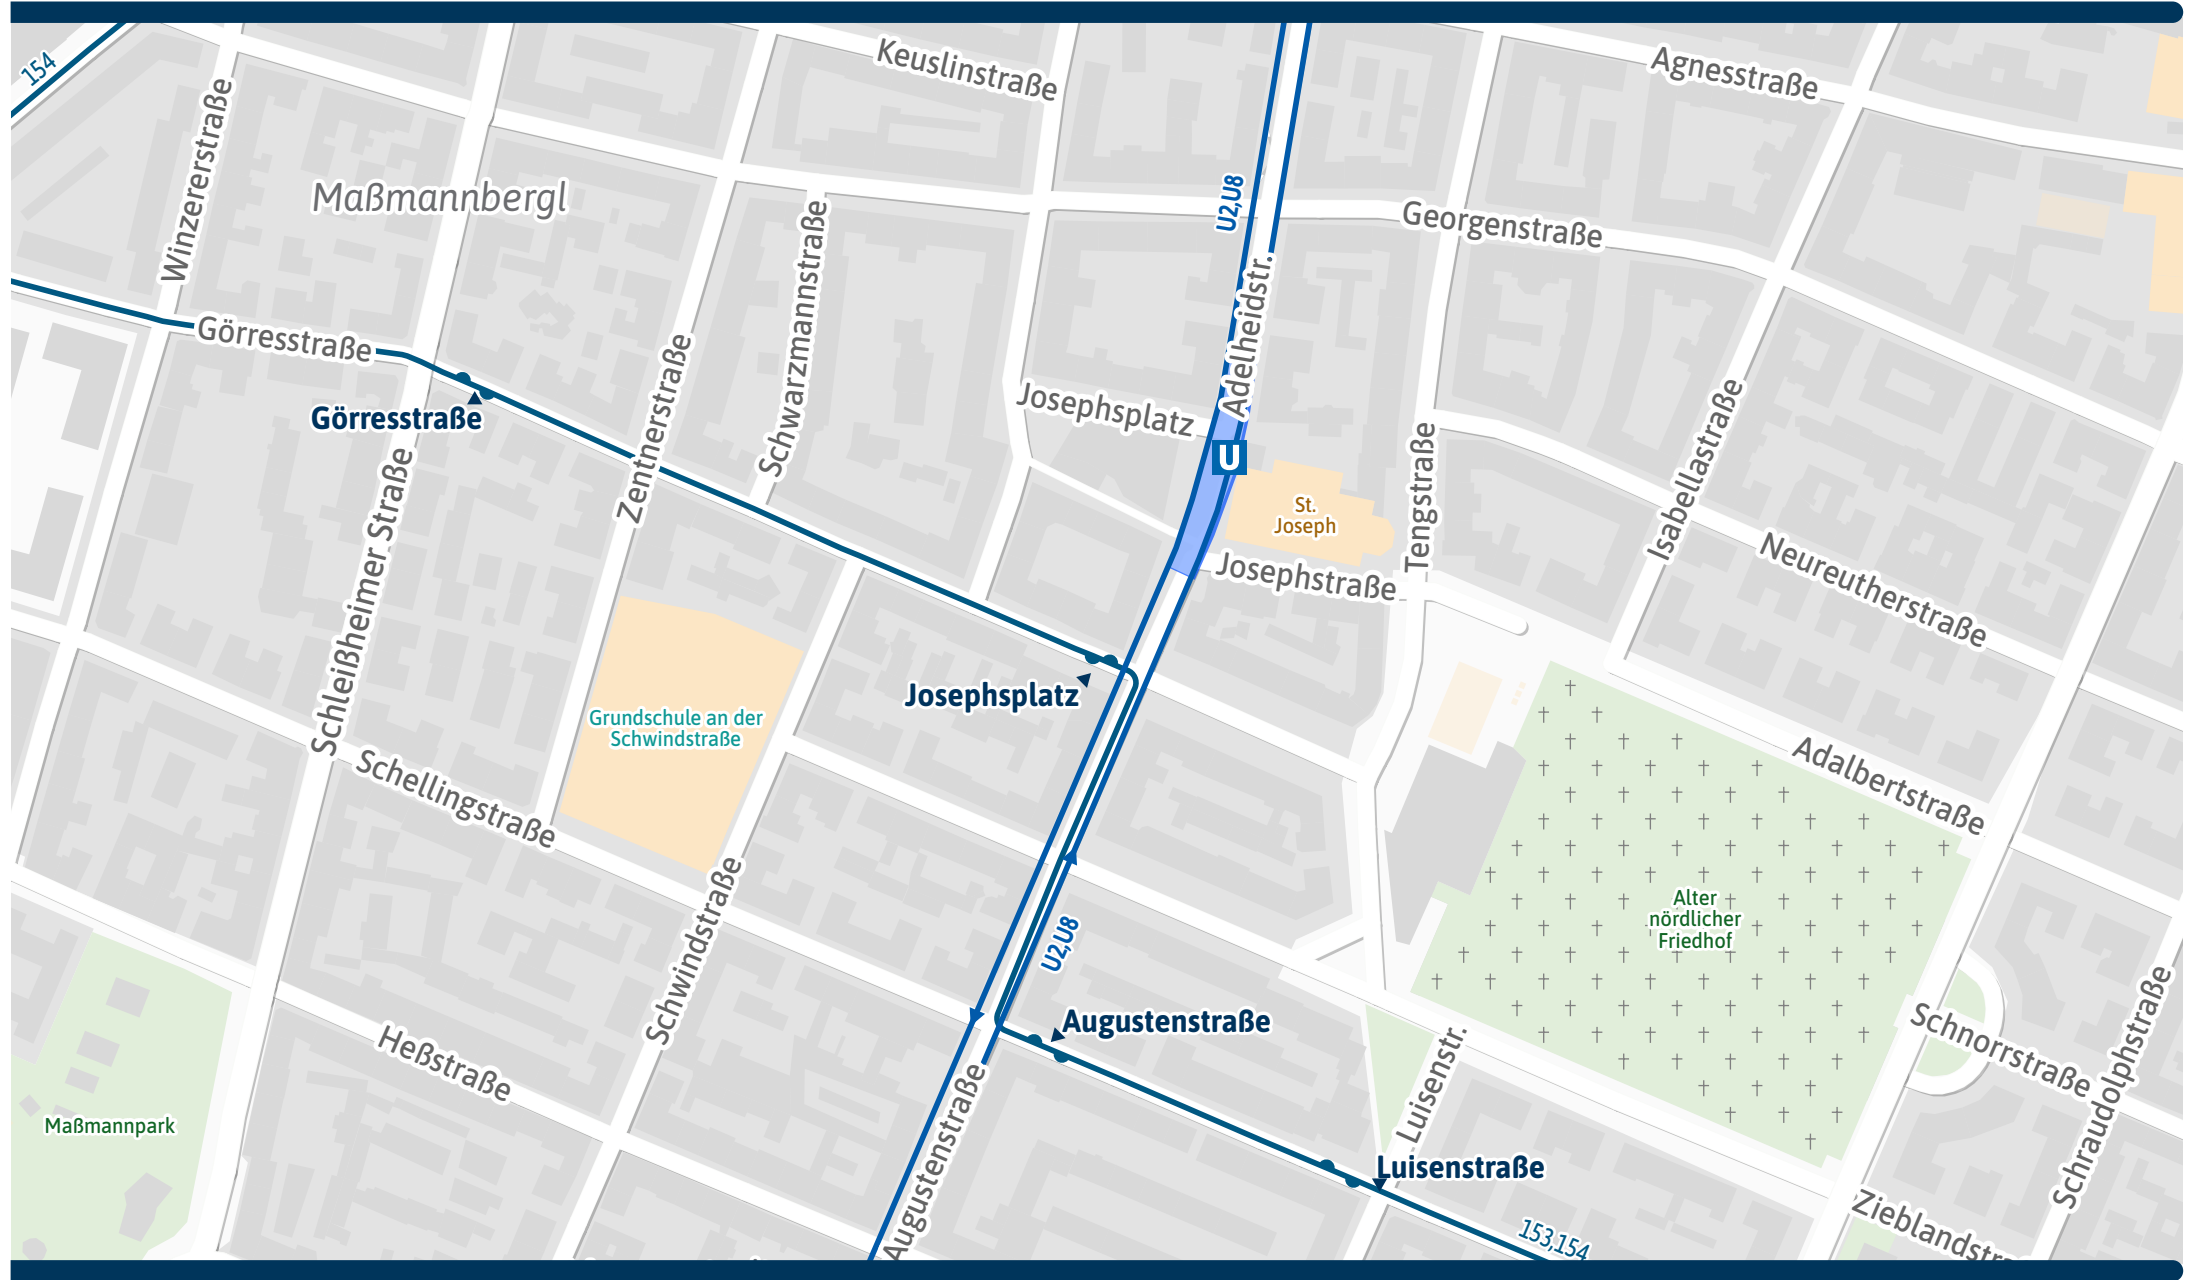 154
Keuslinstraße
Agnesstraße
Winzererstraße
Maßmannbergl
U2,U8
Schwarzmannstraße
Georgenstraße
Adelheidstr.
Görresstraße
Zentnerstraße
Görresstraße
Josephsplatz
U
Isabellastraße
Tengstraße
St.
Joseph
Schleißheimer Straße
Josephstraße
Neureutherstraße
Josephsplatz
Grundschule an der
Schwindstraße
Adalbertstraße
Schellingstraße
Schwindstraße
Alter
nördlicher
Friedhof
U2,U8
Augustenstraße
Schnorrstraße
Schraudolphstraße
Heßstraße
Luisenstr.
Maßmannpark
Augustenstraße
Luisenstraße
153,154
Zieblandstr